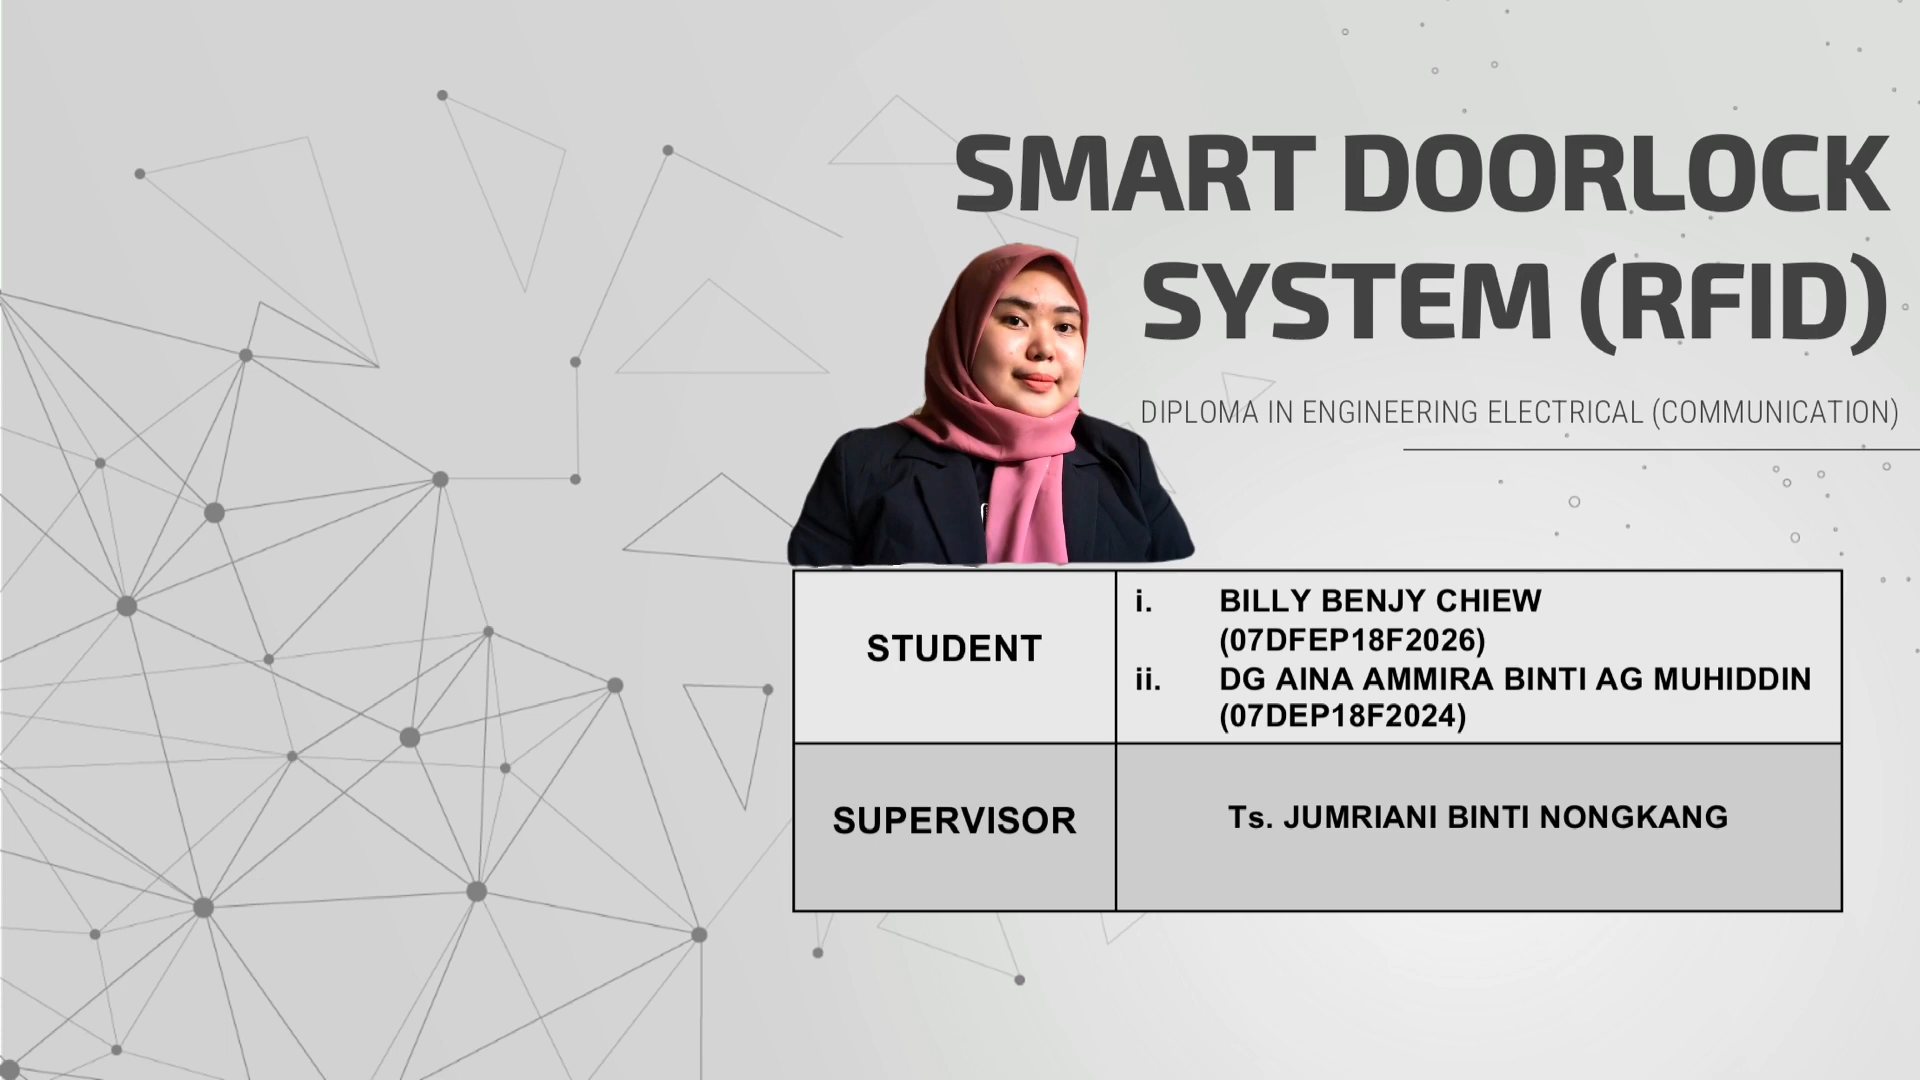 SMART DOORLOCK
SYSTEM (RFID)
DIPLOMA IN ENGINEERING ELECTRICAL (COMMUNICATION)
STUDENT
i. BILLY BENJY CHIEW
(07DFEP18F2026)
ii. DG AINA AMMIRA BINTI AG MUHIDDIN
(07DEP18F2024)
SUPERVISOR
Ts. JUMRIANI BINTI NONGKANG